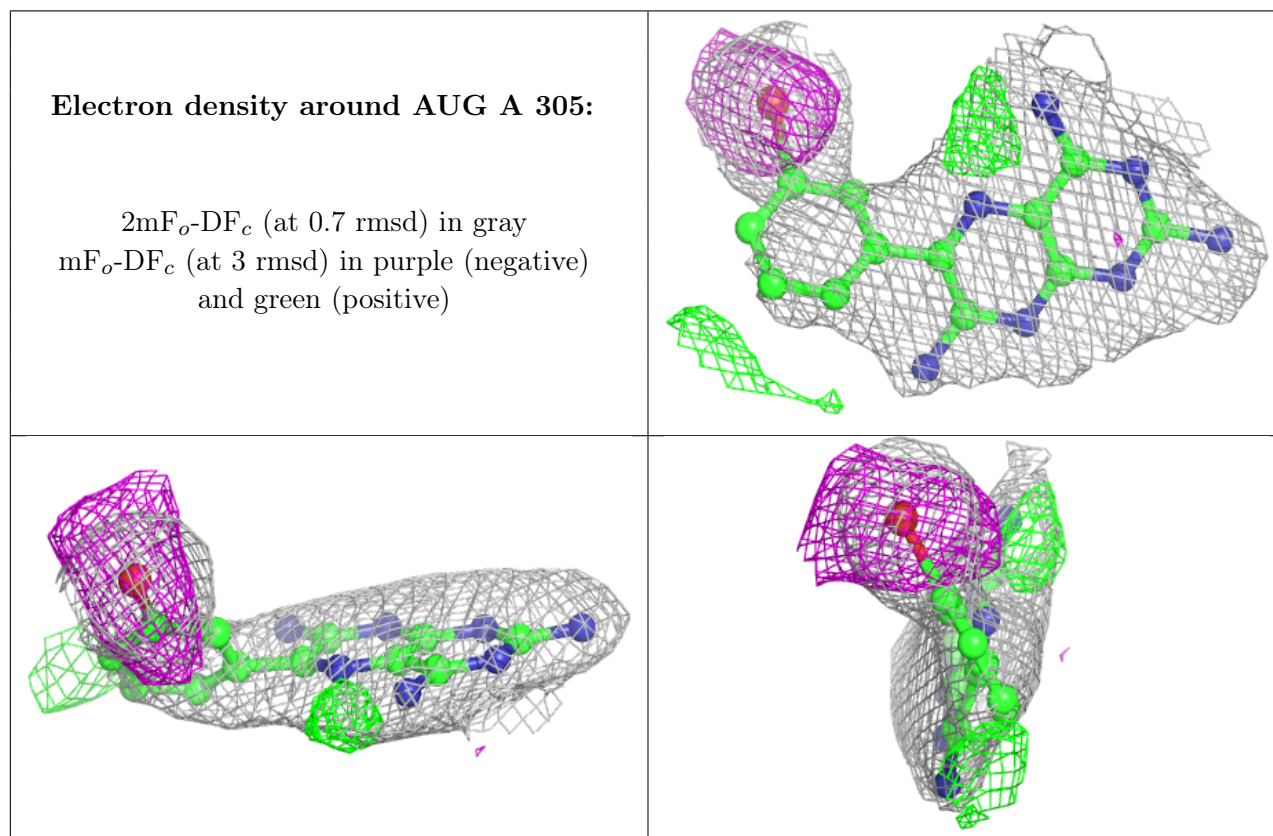 Electron density around AUG A 305:
2mFo-DFc (at 0.7 rmsd) in gray
mFo-DFc (at 3 rmsd) in purple (negative)
and green (positive)